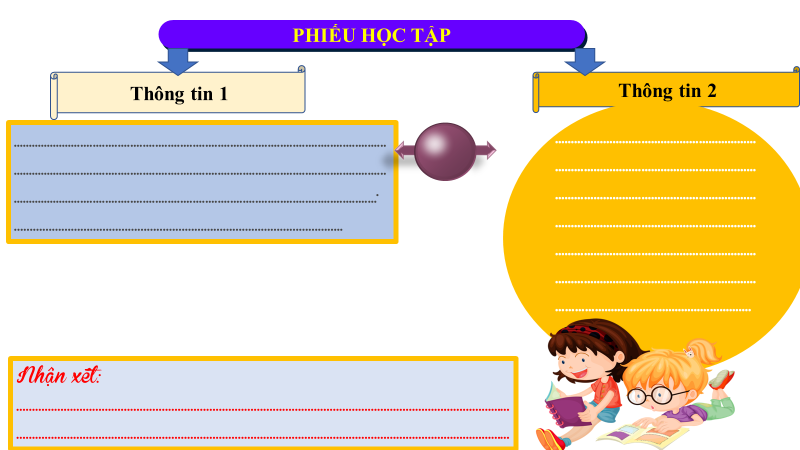 PHIẾU HỌC TẬP
Thông tin 1
Thông tin 2
Nhận xét: